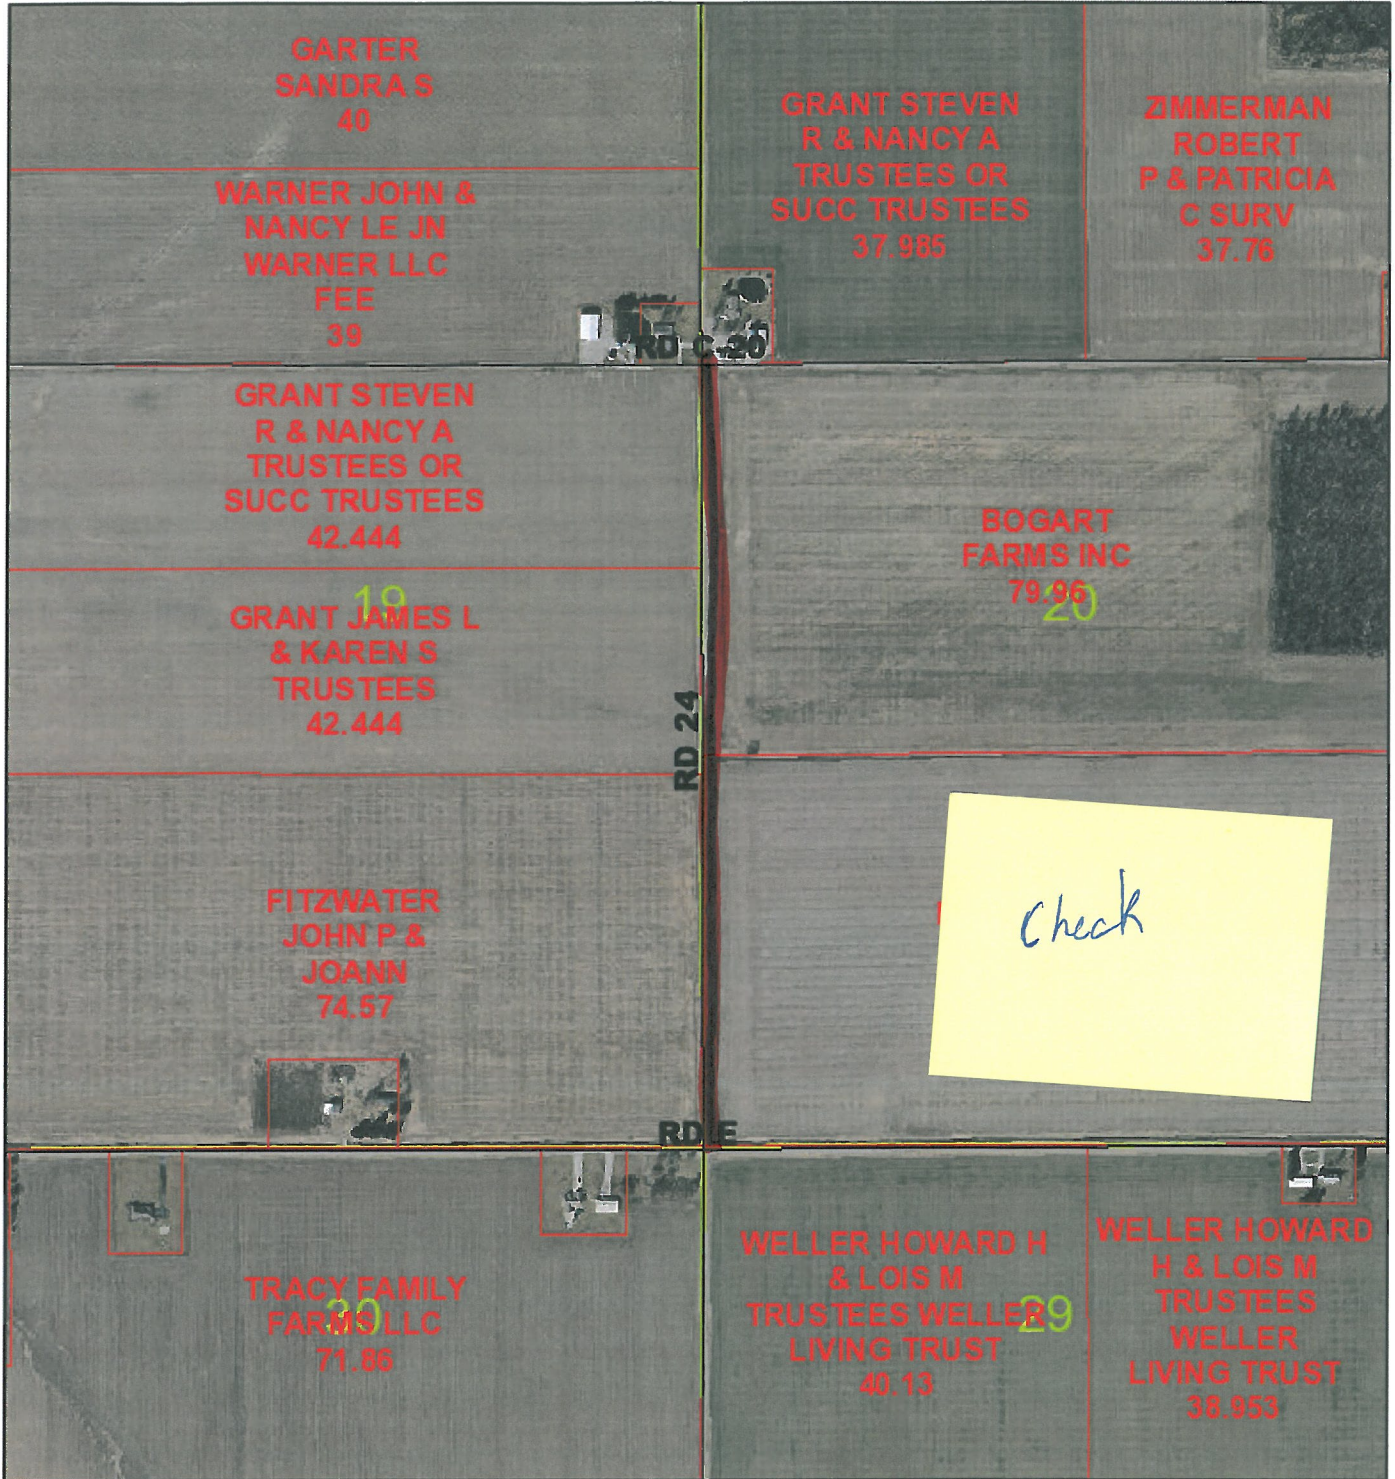 GARTER
SANDRA S
40
WARNER JOHN &
NANCY LE JN
WARNER LLC
FEE
39
GRANT STEVEN
R & NANCY A
TRUSTEES OR
SUCC TRUSTEES
37.985
ZIMMERMAN
ROBERT
P & PATRICIA
C SURV
37.76
RD C-20
GRANT STEVEN
R & NANCY A
TRUSTEES OR
SUCC TRUSTEES
42.444
19
GRANT JAMES L
& KAREN S
TRUSTEES
42.444
BOGART
FARMS INC
79.96
20
RD 24
FITZWATER
JOHN P &
JOANN
74.57
Check
RD E
TRACY FAMILY
FARMS LLC
71.86
30
WELLER HOWARD H
& LOIS M
TRUSTEES WELLER
LIVING TRUST
40.13
29
WELLER HOWARD
H & LOIS M
TRUSTEES
WELLER
LIVING TRUST
38.953